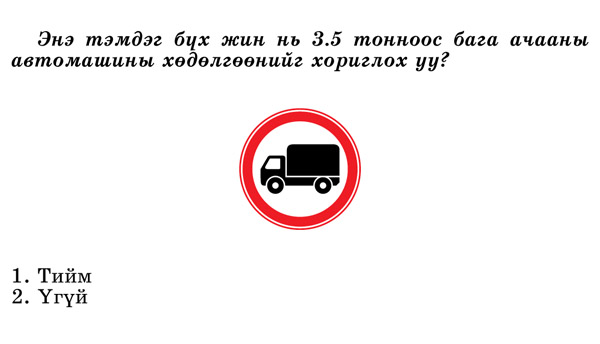 Энэ тэмдэг бүх жин нь 3.5 тонноос бага ачааны
автомашины хөдөлгөөнийг хориглох уу?
1. Тийм
2. Үгүй